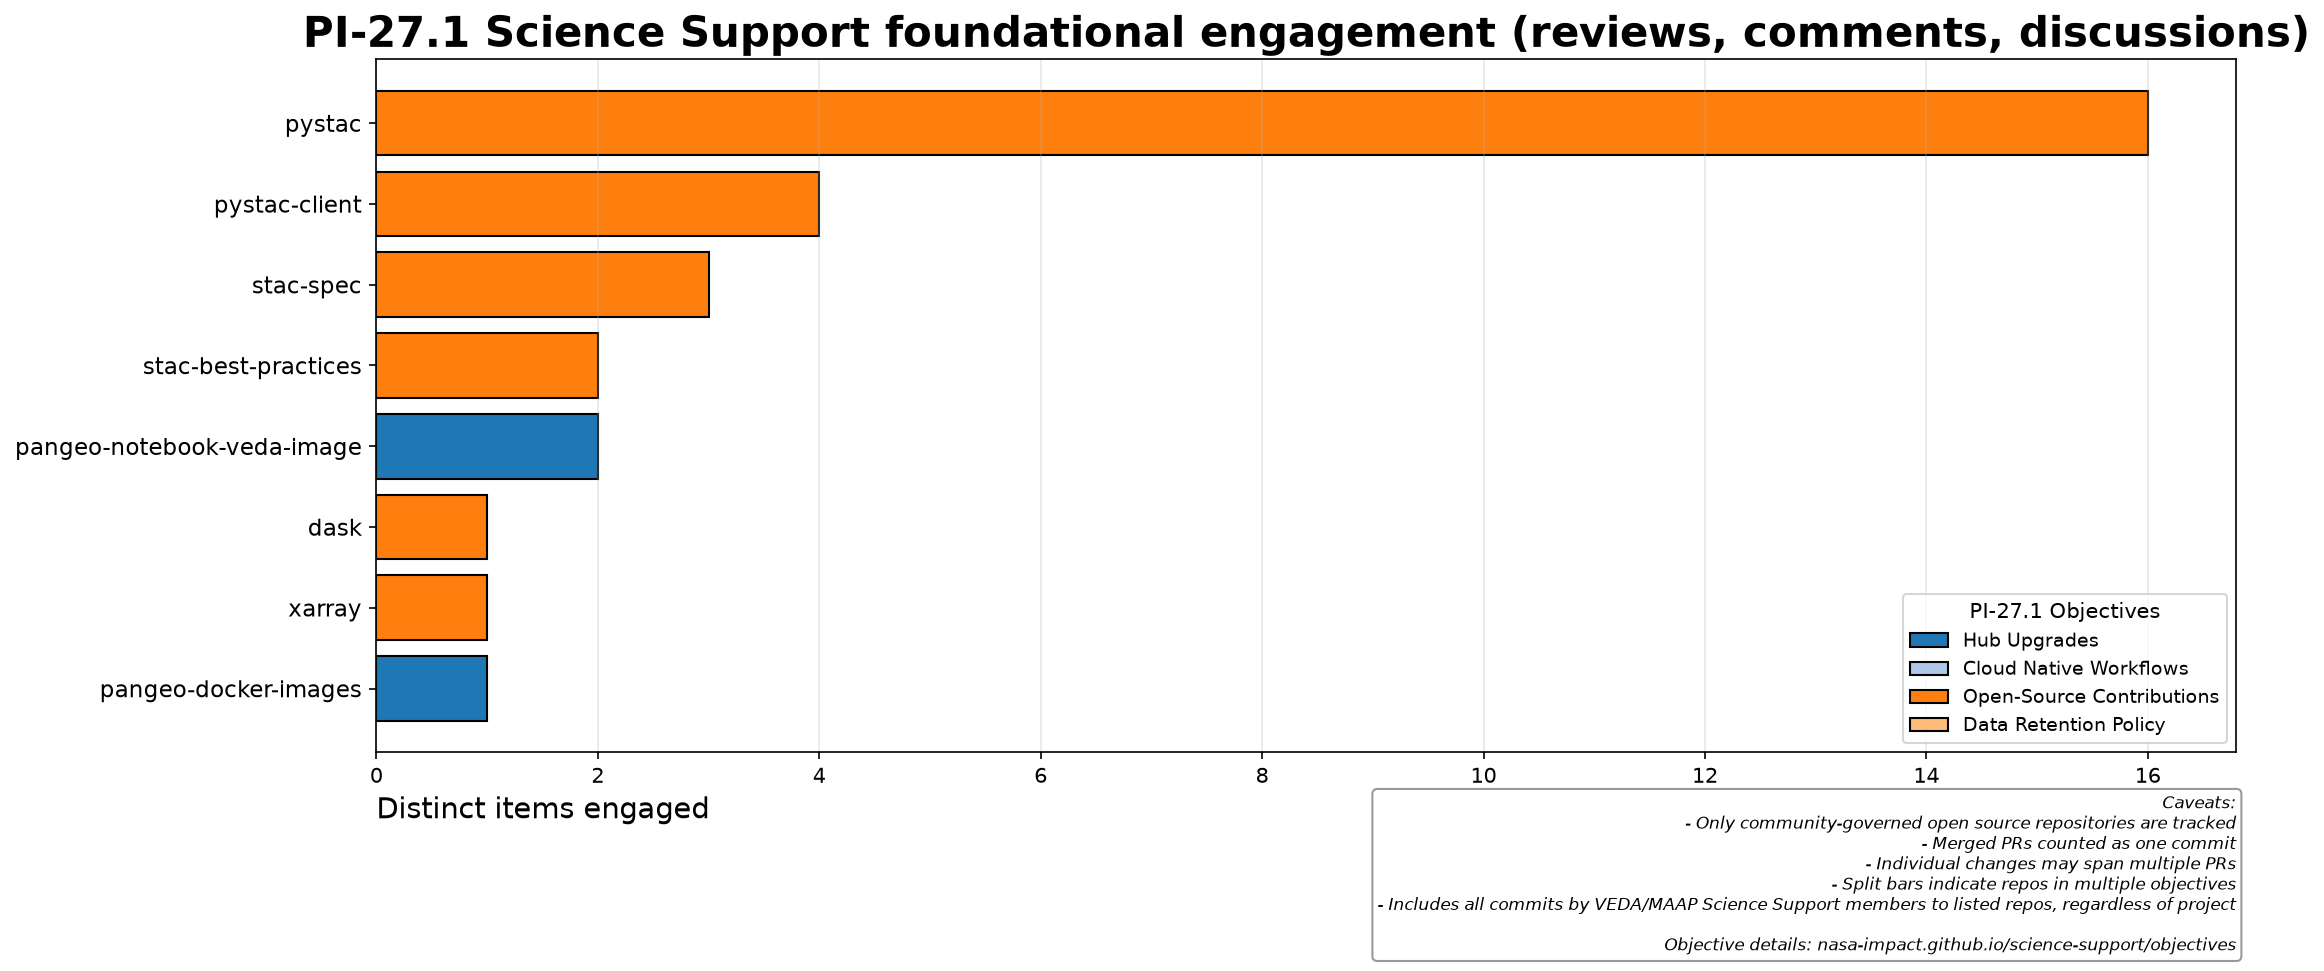 PI-27.1 Science Support foundational engagement (reviews, comments, discussions)
pystac
pystac-client
stac-spec
stac-best-practices
pangeo-notebook-veda-image
dask
xarray
pangeo-docker-images
PI-27.1 Objectives
Hub Upgrades
Cloud Native Workflows
Open-Source Contributions
Data Retention Policy
0 2 4 6 8 10 12 14 16
Distinct items engaged
Caveats:
- Only community-governed open source repositories are tracked
- Merged PRs counted as one commit
- Individual changes may span multiple PRs
- Split bars indicate repos in multiple objectives
- Includes all commits by VEDA/MAAP Science Support members to listed repos, regardless of project
Objective details: nasa-impact.github.io/science-support/objectives